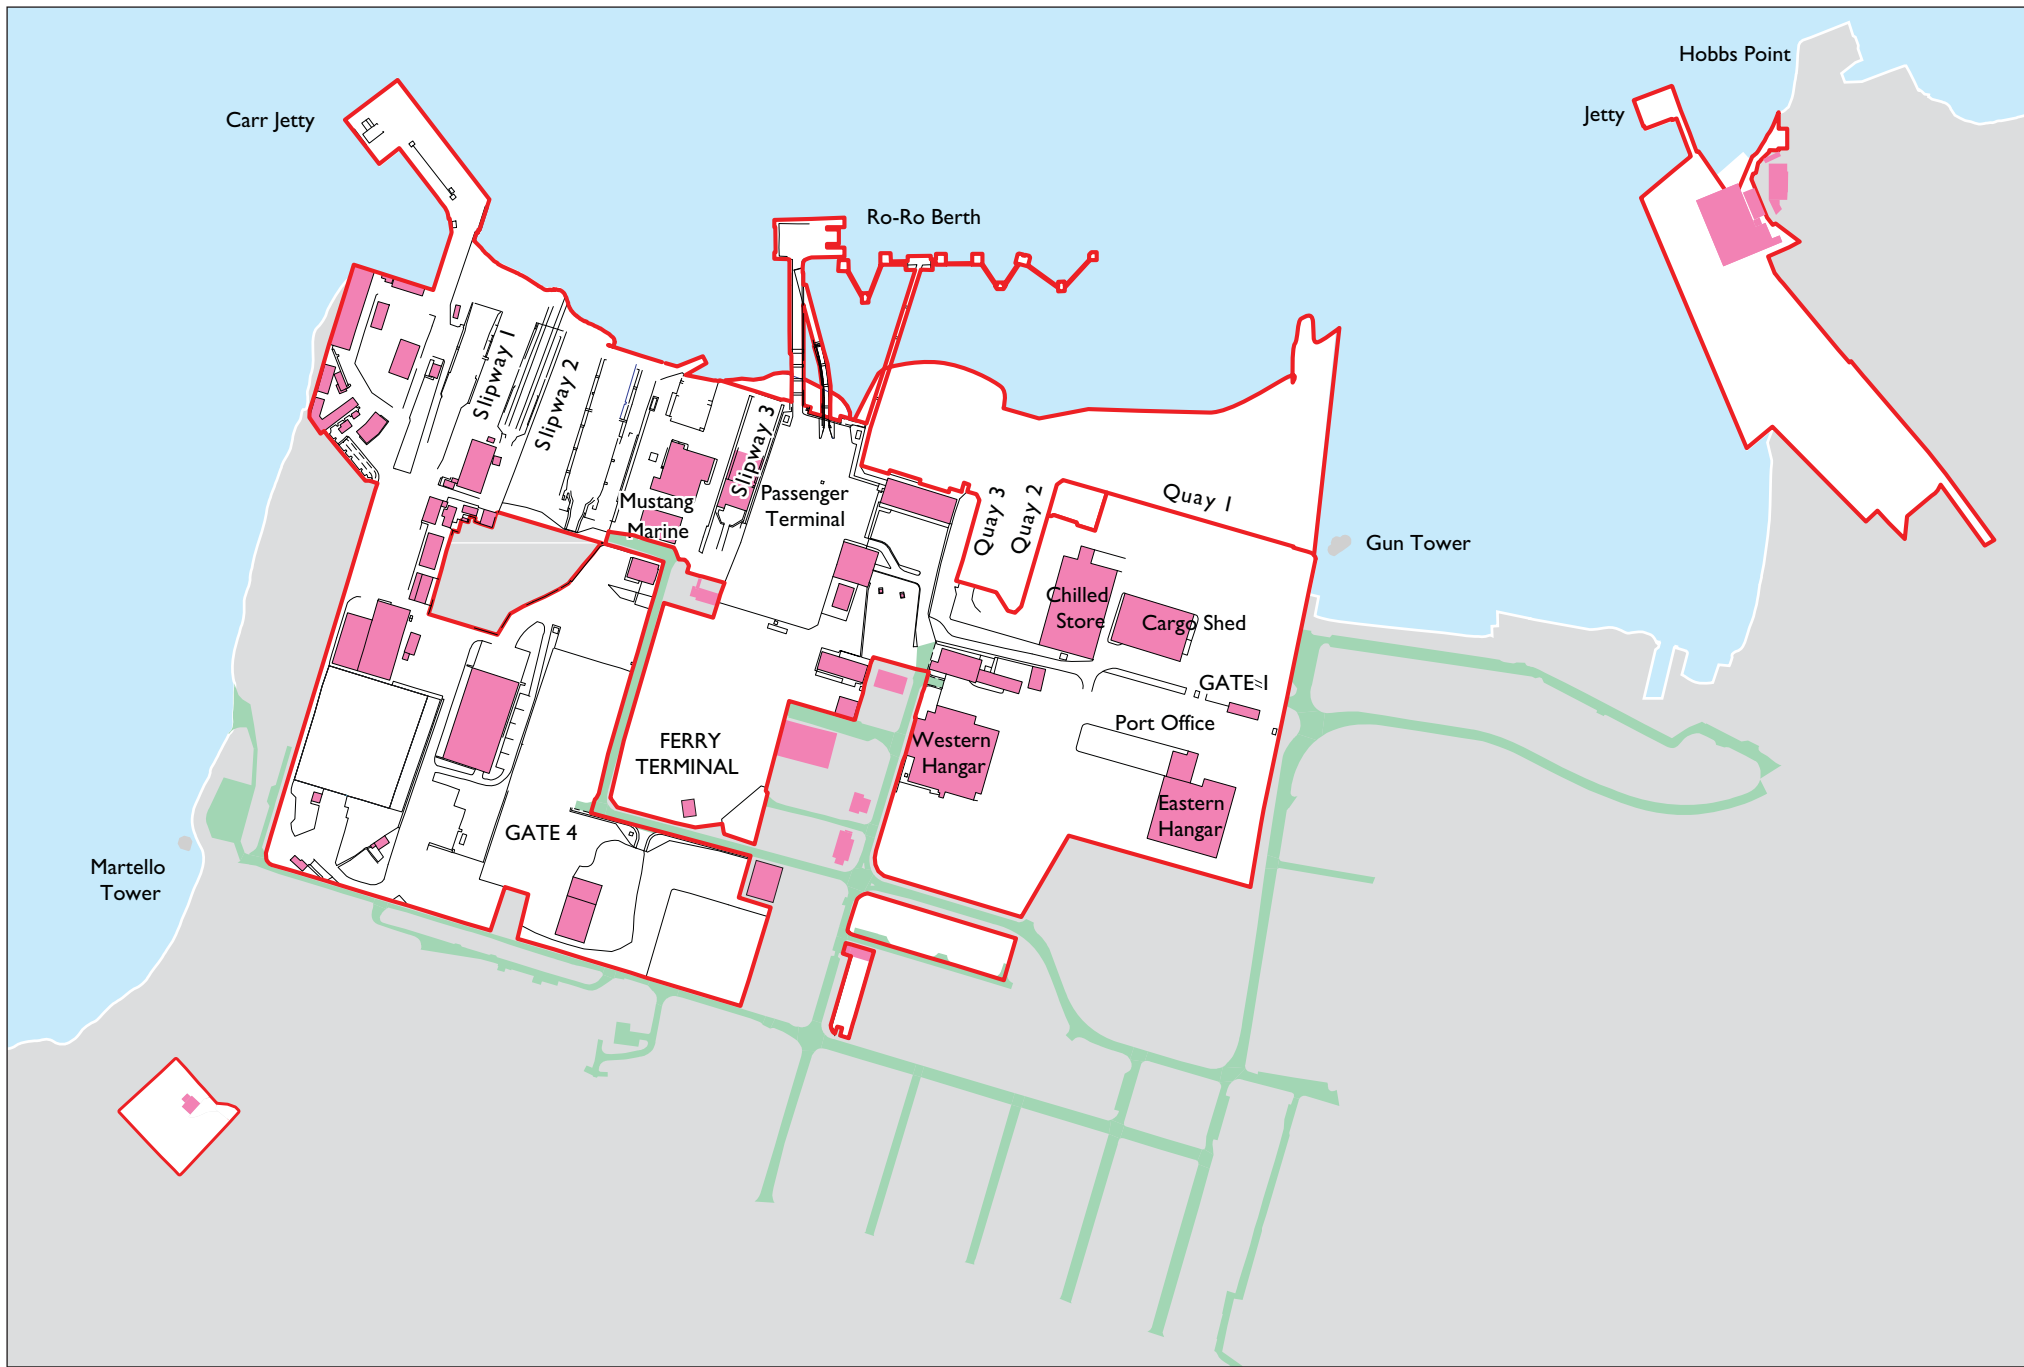 Hobbs Point
Jetty
Carr Jetty
Ro-Ro Berth
Slipway 1
Slipway 2
Slipway 3
Mustang
Marine
Passenger
Terminal
Quay 3
Quay 2
Quay 1
Gun Tower
Chilled
Store
Cargo Shed
GATE 1
Port Office
Western
Hangar
Eastern
Hangar
FERRY
TERMINAL
GATE 4
Martello
Tower